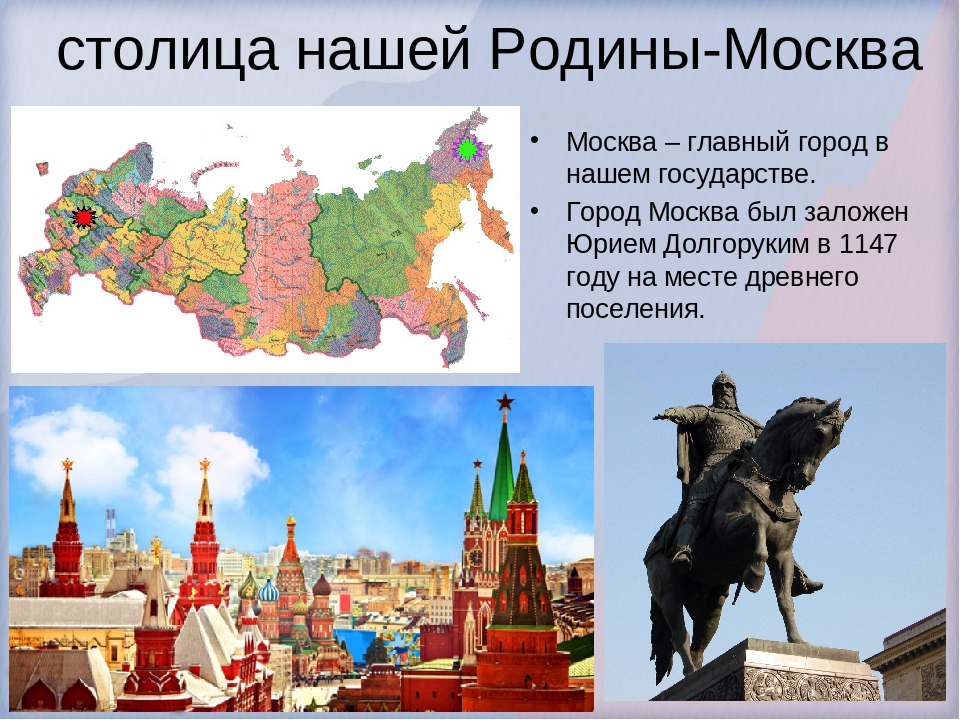 столица нашей Родины-Москва
• Москва – главный город в
нашем государстве.
• Город Москва был заложен
Юрием Долгоруким в 1147
году на месте древнего
поселения.